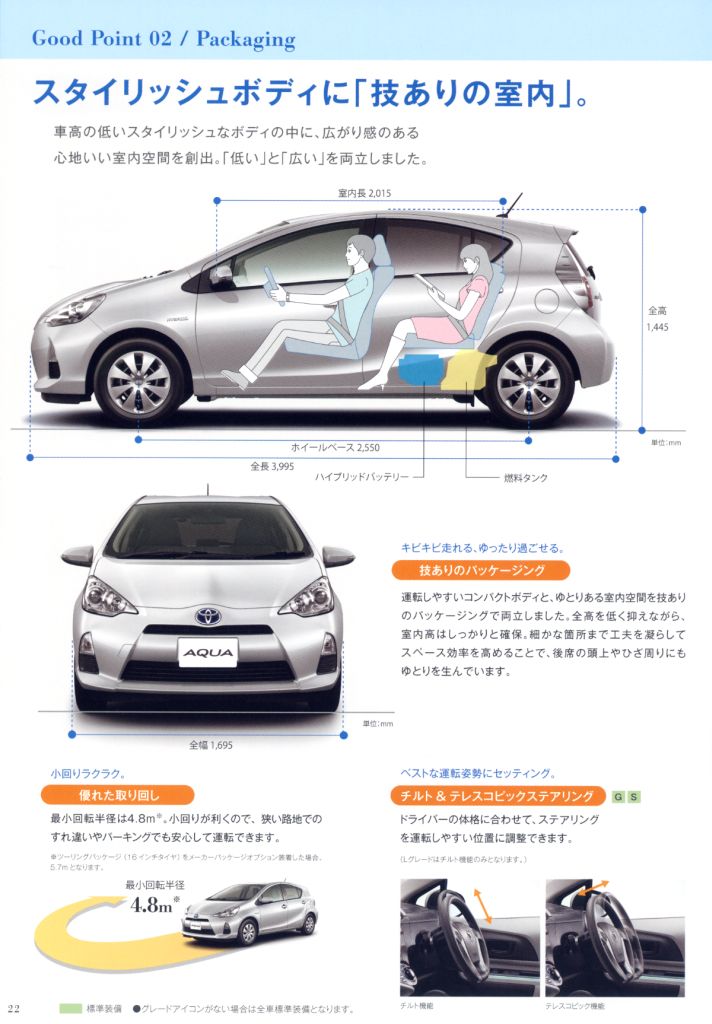 Good Point 02 / Packaging
スタイリッシュボディに「技ありの室内」。
車高の低いスタイリッシュなボディの中に、広がり感のある
心地いい室内空間を創出。「低い」と「広い」を両立しました。
室内長 2,015
全高
1,445
単位：mm
ホイールベース 2,550
全長 3,995
ハイブリッドバッテリー
燃料タンク
AQUA
単位：mm
全幅 1,695
キビキビ走れる、ゆったり過ごせる。
技ありのパッケージング
運転しやすいコンパクトボディと、ゆとりある室内空間を技あり
のパッケージングで両立しました。全高を低く抑えながら、
室内高はしっかりと確保。細かな箇所まで工夫を凝らして
スペース効率を高めることで、後席の頭上やひざ周りにも
ゆとりを生んでいます。
小回りラクラク。
優れた取り回し
最小回転半径は4.8m※。小回りが利くので、狭い路地での
すれ違いやパーキングでも安心して運転できます。
※ツーリングパッケージ（16インチタイヤ）をメーカーパッケージオプション装着した場合、
5.7mとなります。
最小回転半径
4.8m※
ベストな運転姿勢にセッティング。
チルト & テレスコピックステアリング G S
ドライバーの体格に合わせて、ステアリング
を運転しやすい位置に調整できます。
（Lグレードはチルト機能のみとなります。）
チルト機能
テレスコピック機能
22
標準装備 ●グレードアイコンがない場合は全車標準装備となります。